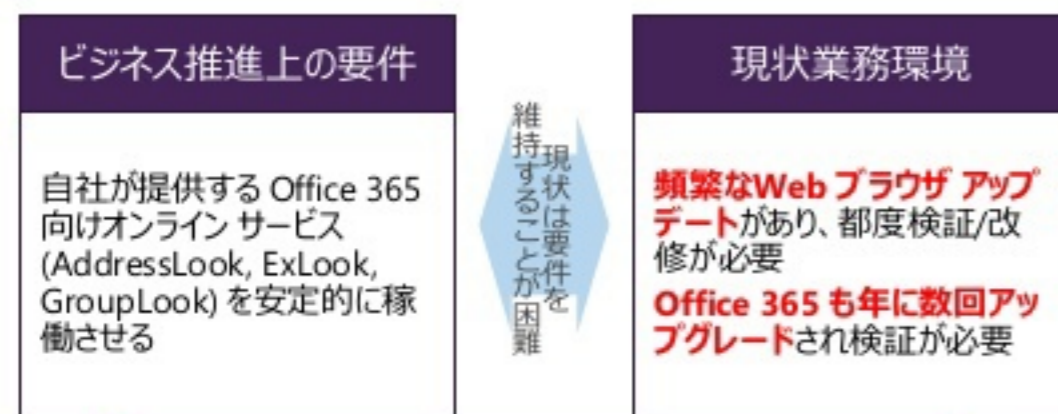 ビジネス推進上の要件
自社が提供する Office 365
向けオンライン サービス
(AddressLook, ExLook,
GroupLook) を安定的に稼
働させる
現状は要件を
維持することが困難
現状業務環境
頻繁なWeb ブラウザ アップ
デートがあり、都度検証/改
修が必要
Office 365 も年に数回アッ
プグレードされ検証が必要